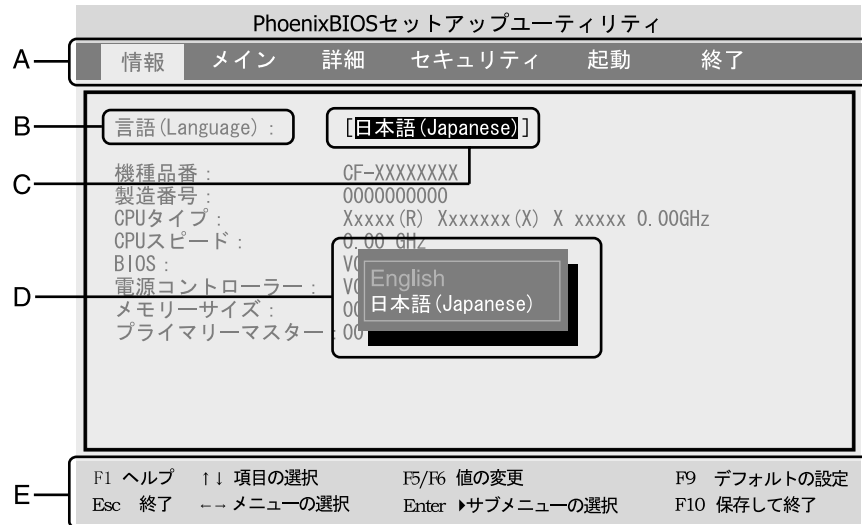 PhoenixBIOSセットアップユーティリティ
A
情報 メイン 詳細 セキュリティ 起動 終了
B
言語(Language) : [日本語(Japanese)]
C
機種品番 : CF-XXXXXXXX
製造番号 : 0000000000
CPUタイプ : Xxxxx(R) Xxxxxxx(X) X xxxxx 0.00GHz
CPUスピード : 0.00 GHz
BIOS : V0
D
電源コントローラー : V0
メモリーサイズ : 00
プライマリーマスター : 00
English
日本語(Japanese)
E
F1 ヘルプ ↑↓ 項目の選択 F5/F6 値の変更 F9 デフォルトの設定
Esc 終了 ←→ メニューの選択 Enter ▶サブメニューの選択 F10 保存して終了